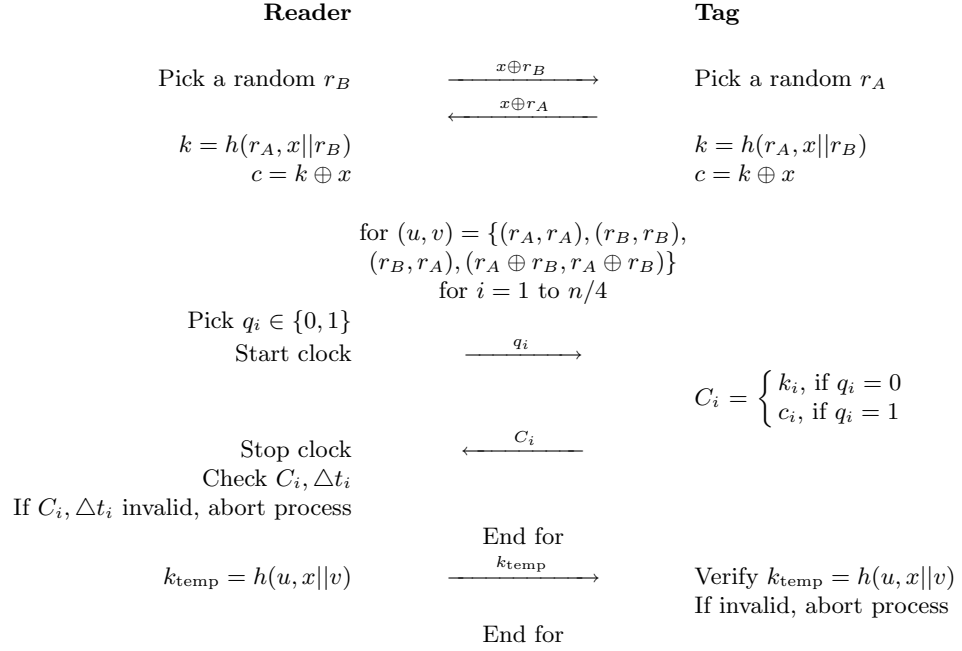 Reader Tag
x⊕r_B
Pick a random r_B Pick a random r_A
x⊕r_A
k = h(r_A, x||r_B) k = h(r_A, x||r_B)
c = k ⊕ x c = k ⊕ x
for (u, v) = {(r_A, r_A), (r_B, r_B),
(r_B, r_A), (r_A ⊕ r_B, r_A ⊕ r_B)}
for i = 1 to n/4
Pick q_i ∈ {0, 1}
Start clock q_i
C_i = { k_i, if q_i = 0
c_i, if q_i = 1
Stop clock C_i
Check C_i, △t_i
If C_i, △t_i invalid, abort process
End for
k_temp = h(u, x||v) k_temp Verify k_temp = h(u, x||v)
If invalid, abort process
End for